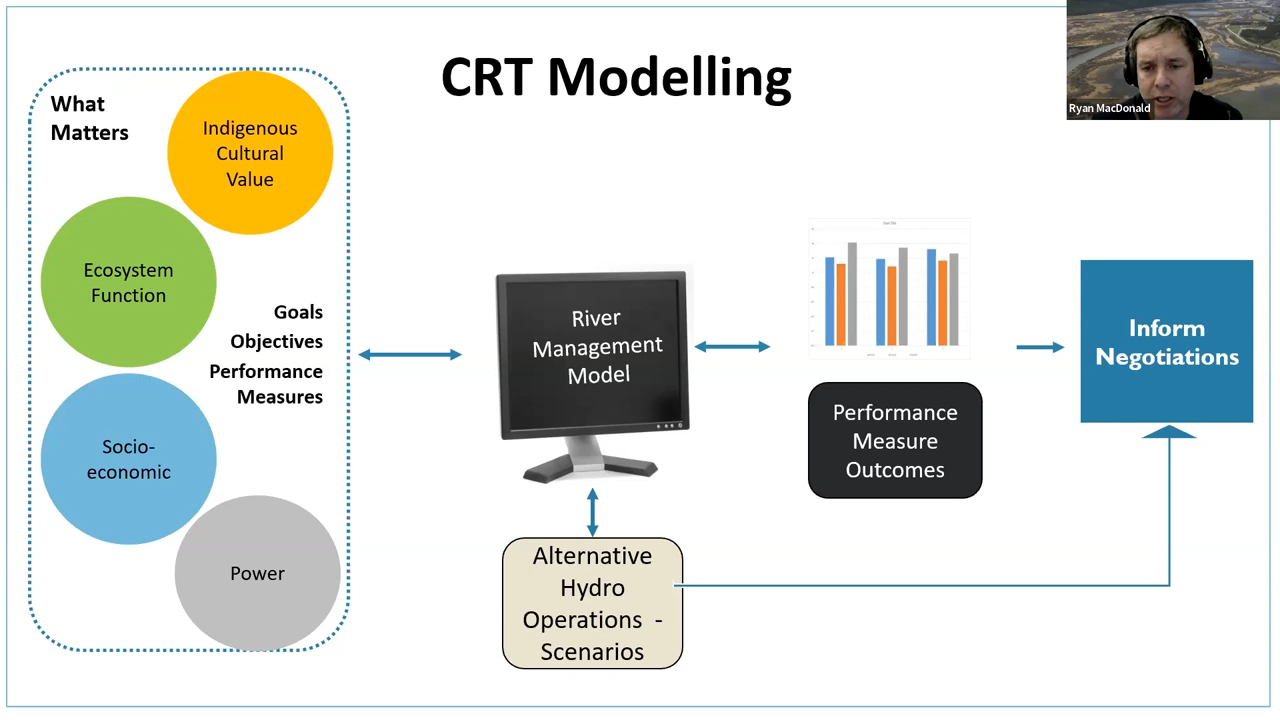 CRT Modelling
Ryan MacDonald
What
Matters
Indigenous
Cultural
Value
Ecosystem
Function
Goals
Objectives
Performance
Measures
Socio-
economic
Power
River
Management
Model
Alternative
Hydro
Operations -
Scenarios
Performance
Measure
Outcomes
Inform
Negotiations